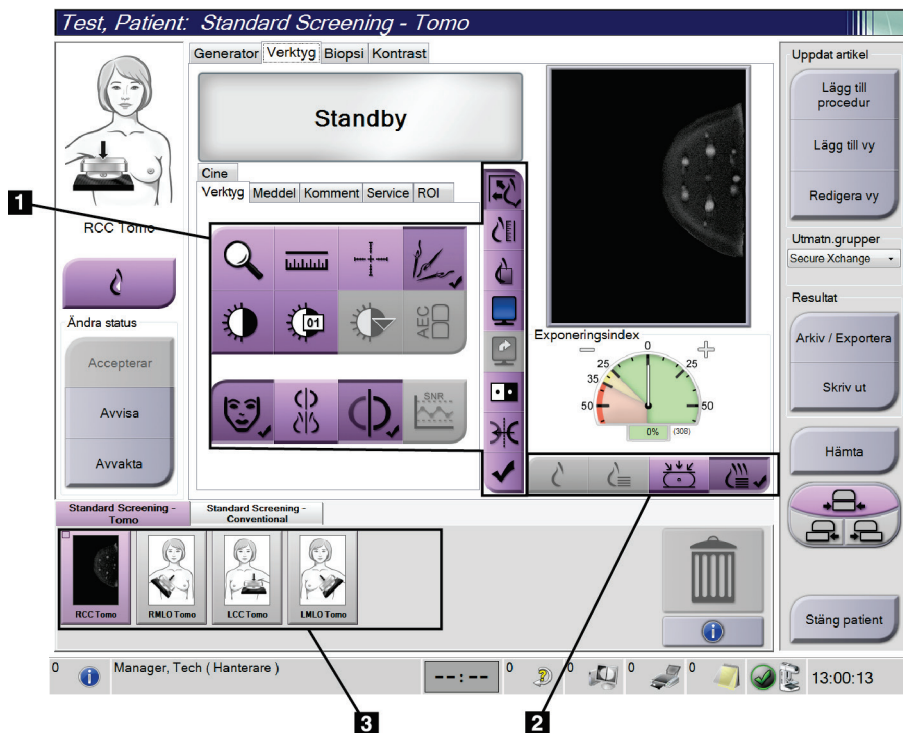 Test, Patient: Standard Screening - Tomo
Generator Verktyg Biopsi Kontrast
Standby
Cine
Verktyg Meddel Komment Service ROI
1
RCC Tomo
01
AEC
SNR
Ändra status
Accepterar
Avvisa
Avvakta
Exponeringsindex
0
25 25
35
50 50
0% (308)
Uppdat artikel
Lägg till
procedur
Lägg till vy
Redigera vy
Utmatn.grupper
Secure Xchange
Resultat
Arkiv / Exportera
Skriv ut
Hämta
Stäng patient
Standard Screening -
Tomo
Standard Screening -
Conventional
RCC Tomo RMLO Tomo LCC Tomo LMLO Tomo
0 Manager, Tech ( Hanterare ) --:-- 0 0 0 0 13:00:13
3 2